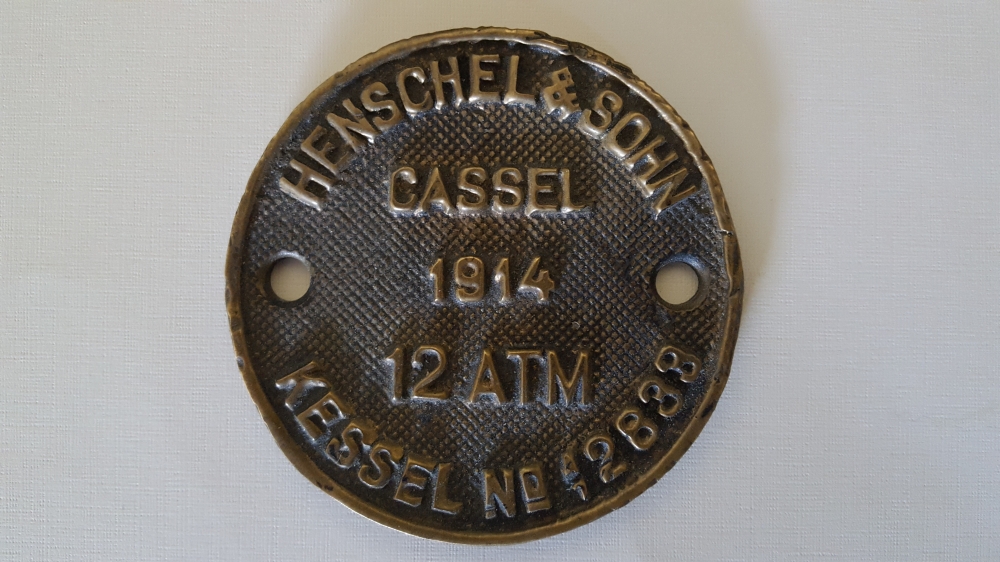 HENSCHEL & SOHN
CASSEL
1914
12 ATM
KESSEL No 12833